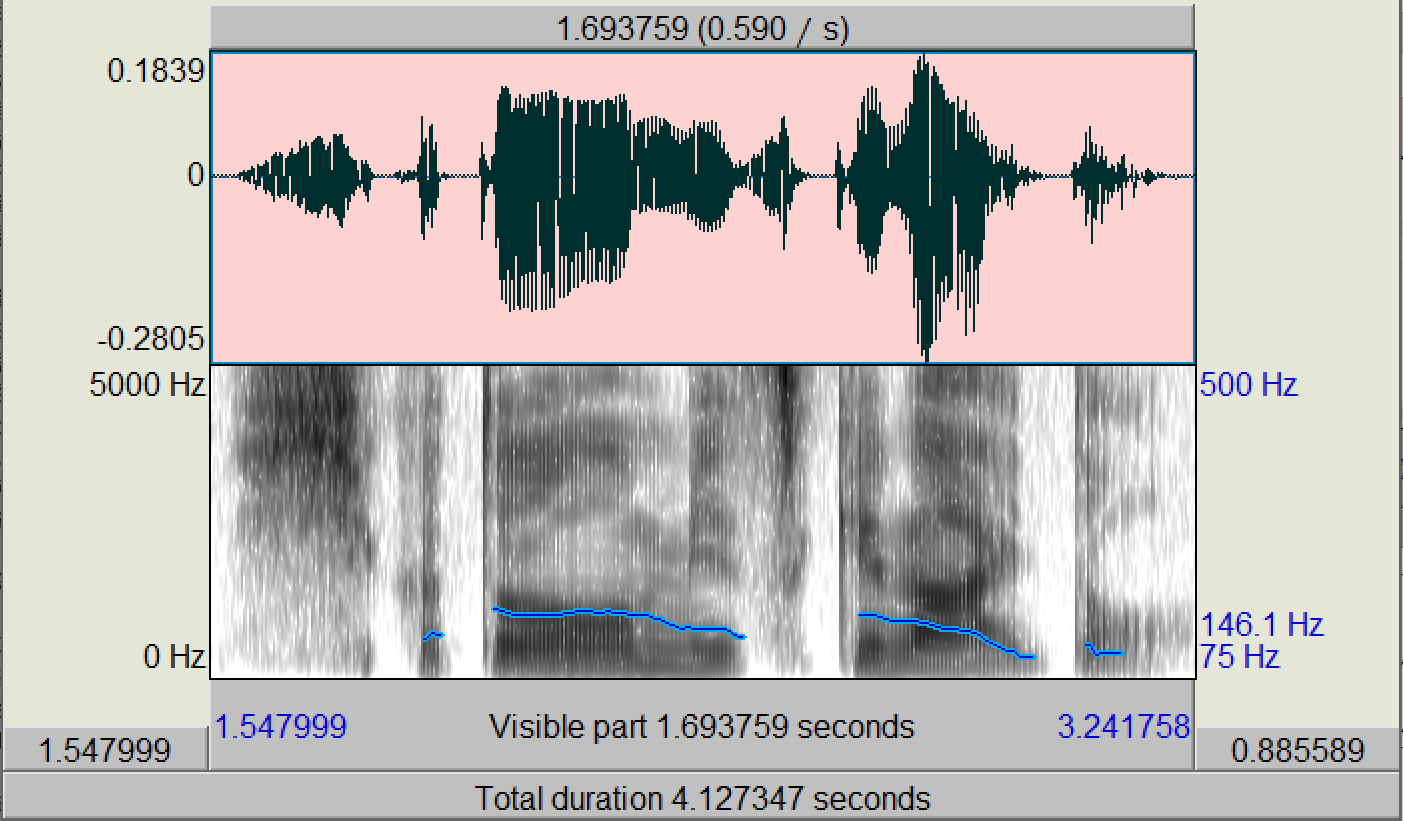 1.693759 (0.590 / s)
0.1839
0
-0.2805
5000 Hz
500 Hz
146.1 Hz
0 Hz
75 Hz
1.547999
Visible part 1.693759 seconds
3.241758
1.547999
0.885589
Total duration 4.127347 seconds